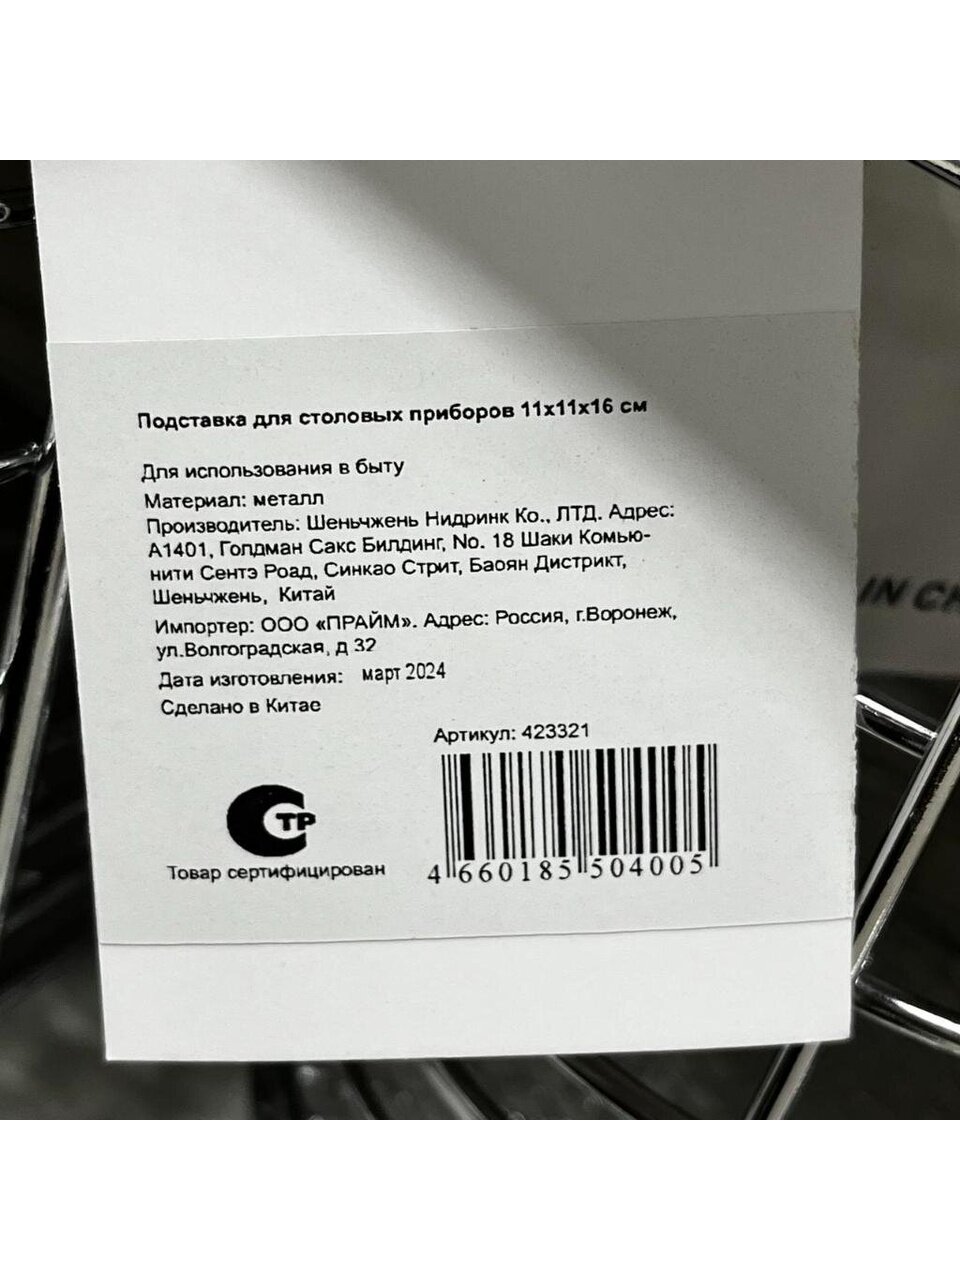 Подставка для столовых приборов 11х11х16 см
Для использования в быту
Материал: металл
Производитель: Шеньчжень Нидринк Ко., ЛТД. Адрес:
А1401, Голдман Сакс Билдинг, No. 18 Шаки Комью-
нити Сентэ Роад, Синкао Стрит, Баоян Дистрикт,
Шеньчжень, Китай
Импортер: ООО «ПРАЙМ». Адрес: Россия, г.Воронеж,
ул.Волгоградская, д 32
Дата изготовления: март 2024
Сделано в Китае
Артикул: 423321
СТР
Товар сертифицирован
4 660185 504005
IN CH